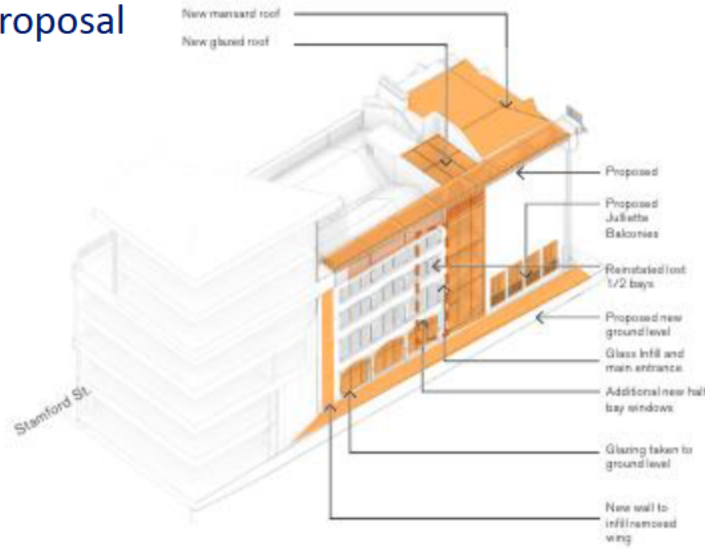 roposal
New mansard roof
New glazed roof
Proposed
Proposed
Julliette
Balconies
Reinstated lost
1/2 bays
Proposed new
ground level
Glass Infill and
main entrance
Additional new half
bay windows
Glazing taken to
ground level
New wall to
infill removed
wing
Stamford St.